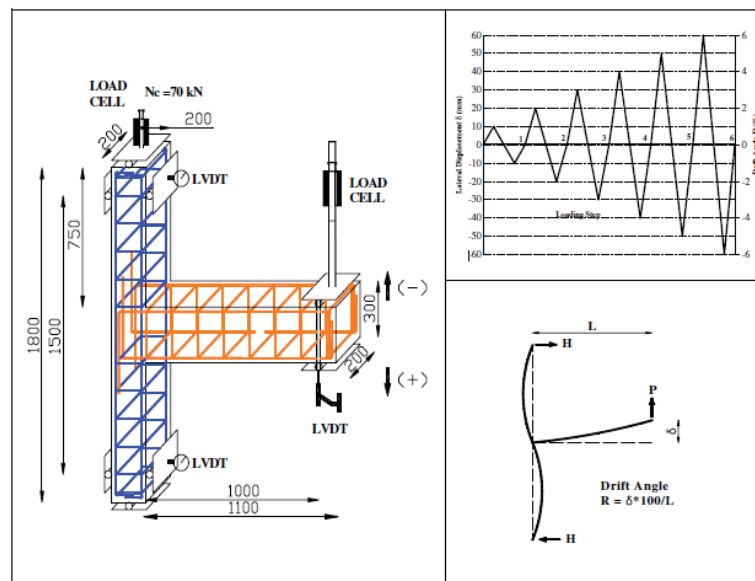 LOAD
CELL
Nc =70 kN
200
200
LVDT
LOAD
CELL
750
1800
1500
300
(-)
200
(+)
LVDT
LVDT
1000
1100
Lateral Displacement δ (mm)
60
50
40
30
20
10
0
-10
-20
-30
-40
-50
-60
1
2
3
4
5
6
Loading Step
6
4
2
0
2
4
6
L
H
P
δ
Drift Angle
R = δ*100/L
H